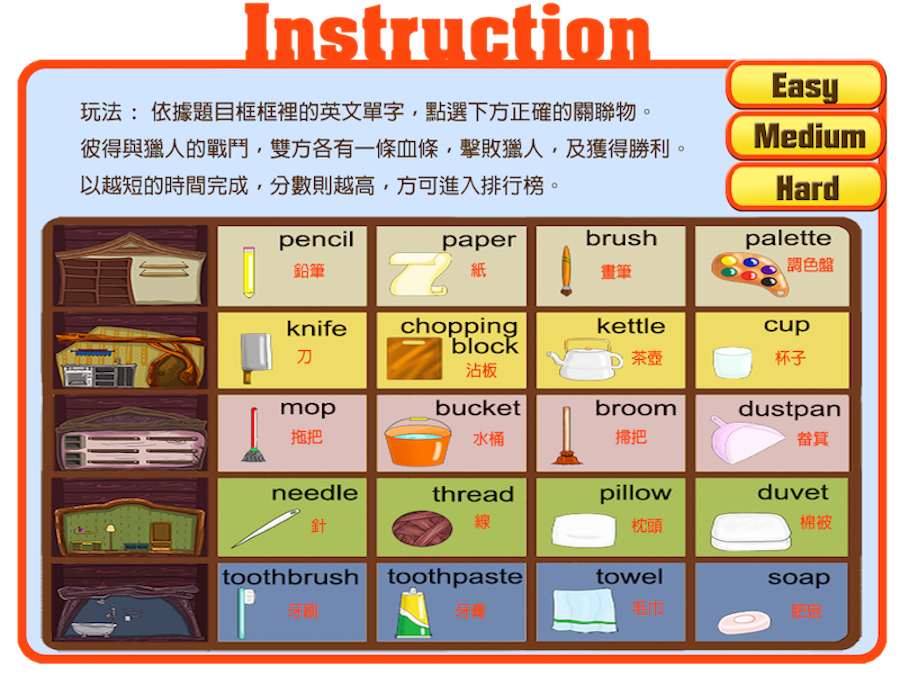 Instruction
Easy
Medium
Hard
玩法： 依據題目框框裡的英文單字，點選下方正確的關聯物。
彼得與獵人的戰鬥，雙方各有一條血條，擊敗獵人，及獲得勝利。
以越短的時間完成，分數則越高，方可進入排行榜。
pencil
鉛筆
paper
紙
brush
畫筆
palette
調色盤
knife
刀
chopping
block
沾板
kettle
茶壺
cup
杯子
mop
拖把
bucket
水桶
broom
掃把
dustpan
畚箕
needle
針
thread
線
pillow
枕頭
duvet
棉被
toothbrush
牙刷
toothpaste
牙膏
towel
毛巾
soap
肥皂